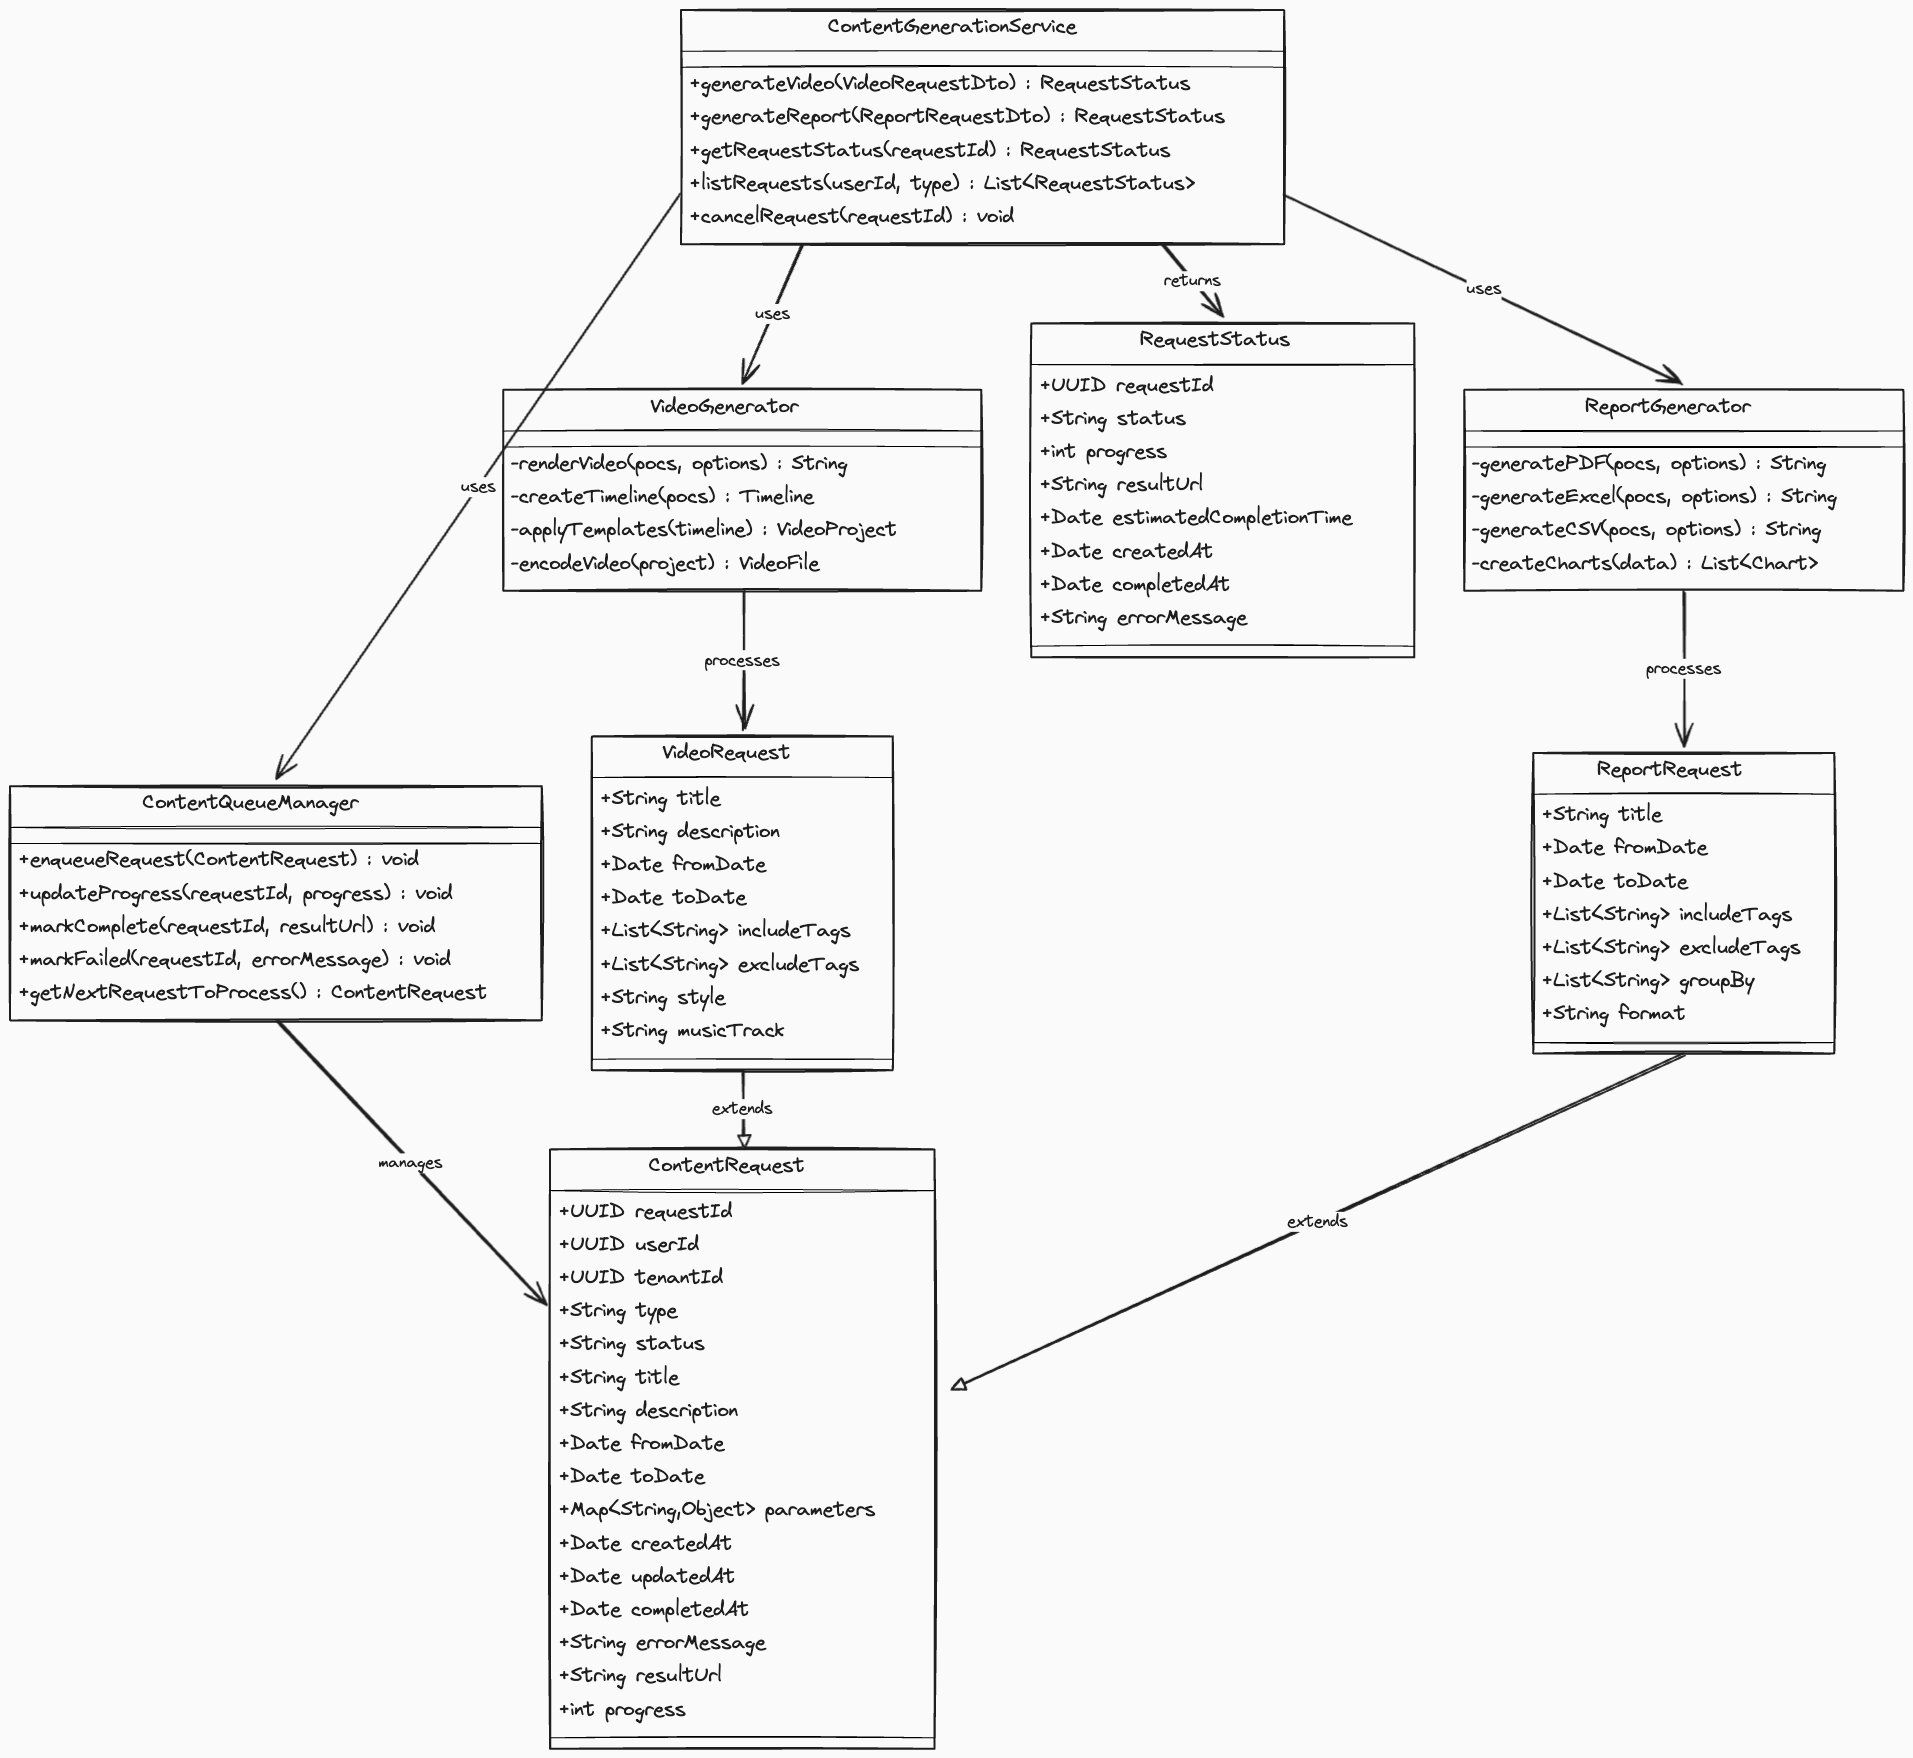 ContentGenerationService
+generateVideo(VideoRequestDto) : RequestStatus
+generateReport(ReportRequestDto) : RequestStatus
+getRequestStatus(requestId) : RequestStatus
+listRequests(userId, type) : List<RequestStatus>
+cancelRequest(requestId) : void
returns
uses
uses
uses
VideoGenerator
-renderVideo(pocs, options) : String
-createTimeline(pocs) : Timeline
-applyTemplates(timeline) : VideoProject
-encodeVideo(project) : VideoFile
RequestStatus
+UUID requestId
+String status
+int progress
+String resultUrl
+Date estimatedCompletionTime
+Date createdAt
+Date completedAt
+String errorMessage
ReportGenerator
-generatePDF(pocs, options) : String
-generateExcel(pocs, options) : String
-generateCSV(pocs, options) : String
-createCharts(data) : List<Chart>
processes
processes
ContentQueueManager
+enqueueRequest(ContentRequest) : void
+updateProgress(requestId, progress) : void
+markComplete(requestId, resultUrl) : void
+markFailed(requestId, errorMessage) : void
+getNextRequestToProcess() : ContentRequest
VideoRequest
+String title
+String description
+Date fromDate
+Date toDate
+List<String> includeTags
+List<String> excludeTags
+String style
+String musicTrack
ReportRequest
+String title
+Date fromDate
+Date toDate
+List<String> includeTags
+List<String> excludeTags
+List<String> groupBy
+String format
extends
manages
extends
ContentRequest
+UUID requestId
+UUID userId
+UUID tenantId
+String type
+String status
+String title
+String description
+Date fromDate
+Date toDate
+Map<String,Object> parameters
+Date createdAt
+Date updatedAt
+Date completedAt
+String errorMessage
+String resultUrl
+int progress